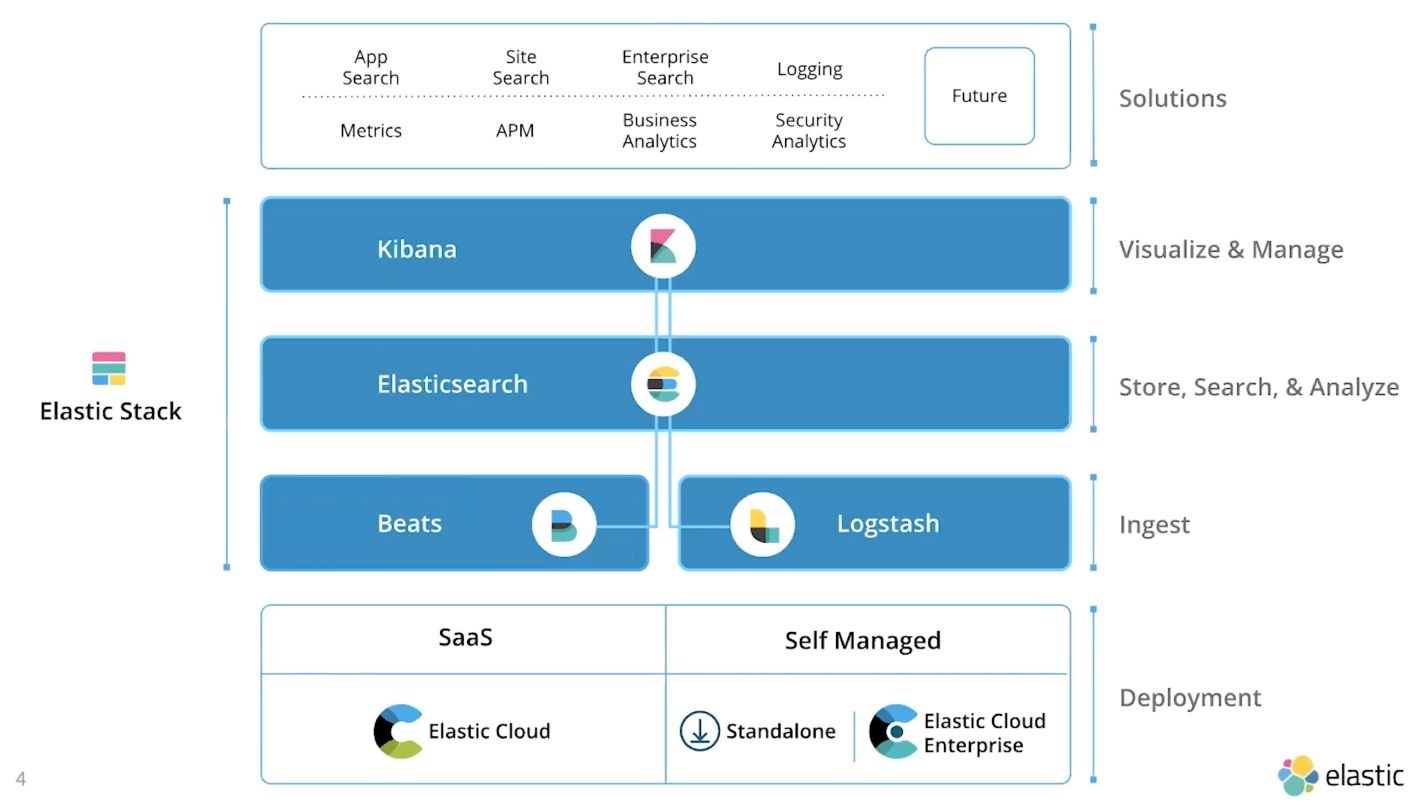 App
Search
Site
Search
Enterprise
Search
Logging
Future
Metrics
APM
Business
Analytics
Security
Analytics
Solutions
Kibana
Visualize & Manage
Elastic Stack
Elasticsearch
Store, Search, & Analyze
Beats
Logstash
Ingest
SaaS
Self Managed
Elastic Cloud
Standalone
Elastic Cloud
Enterprise
Deployment
4
elastic